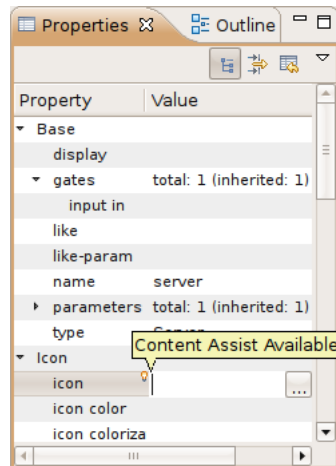 Properties Outline
Property Value
Base
display
gates total: 1 (inherited: 1)
input in
like
like-param
name server
parameters total: 1 (inherited: 1)
type
Content Assist Available
Icon
icon ...
icon color
icon coloriza